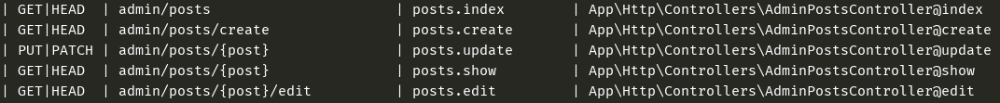 | GET|HEAD  | admin/posts                    | posts.index        | App\Http\Controllers\AdminPostsController@index
| GET|HEAD  | admin/posts/create             | posts.create       | App\Http\Controllers\AdminPostsController@create
| PUT|PATCH | admin/posts/{post}             | posts.update       | App\Http\Controllers\AdminPostsController@update
| GET|HEAD  | admin/posts/{post}             | posts.show         | App\Http\Controllers\AdminPostsController@show
| GET|HEAD  | admin/posts/{post}/edit        | posts.edit         | App\Http\Controllers\AdminPostsController@edit